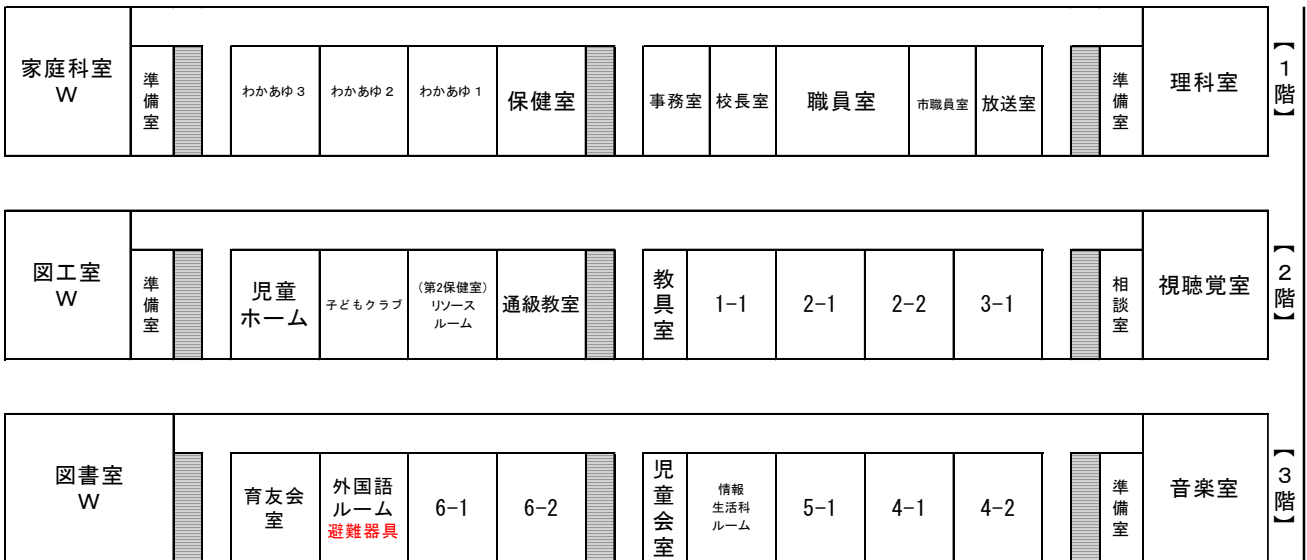 家庭科室
W
準備室
わかあゆ３
わかあゆ２
わかあゆ１
保健室
事務室
校長室
職員室
市職員室
放送室
準備室
理科室
【１階】
図工室
W
準備室
児童
ホーム
子どもクラブ
(第2保健室)
リソース
ルーム
通級教室
教具室
1-1
2-1
2-2
3-1
相談室
視聴覚室
【２階】
図書室
W
育友会
室
外国語
ルーム
避難器具
6-1
6-2
児童会室
情報
生活科
ルーム
5-1
4-1
4-2
準備室
音楽室
【３階】